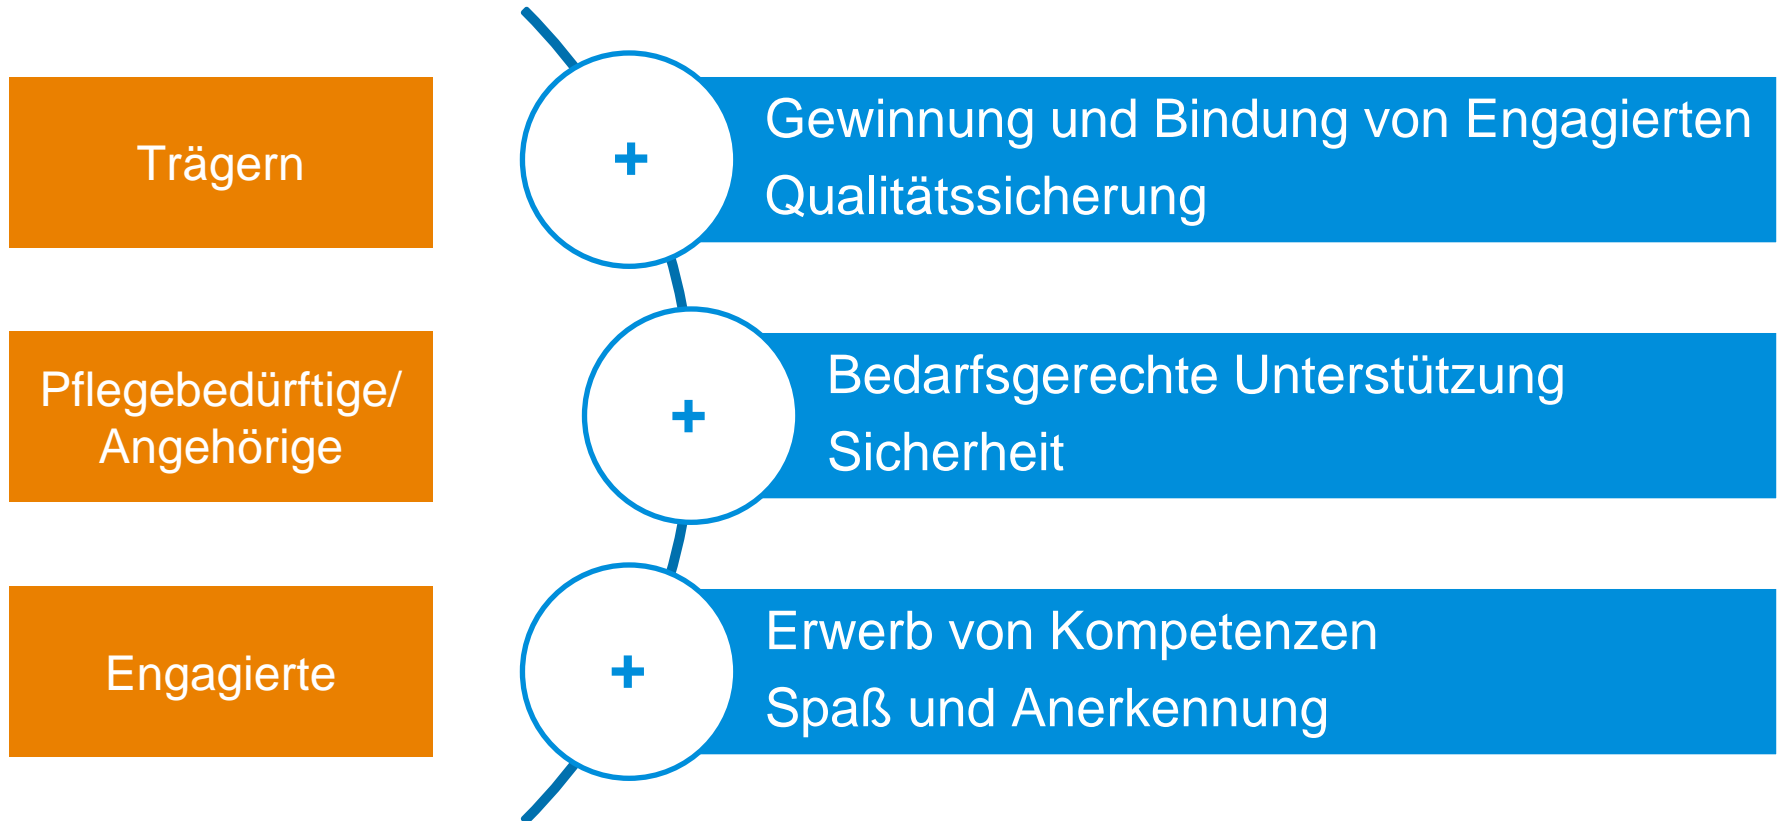 Trägern
+
Gewinnung und Bindung von Engagierten
Qualitätssicherung
Pflegebedürftige/
Angehörige
+
Bedarfsgerechte Unterstützung
Sicherheit
Engagierte
+
Erwerb von Kompetenzen
Spaß und Anerkennung